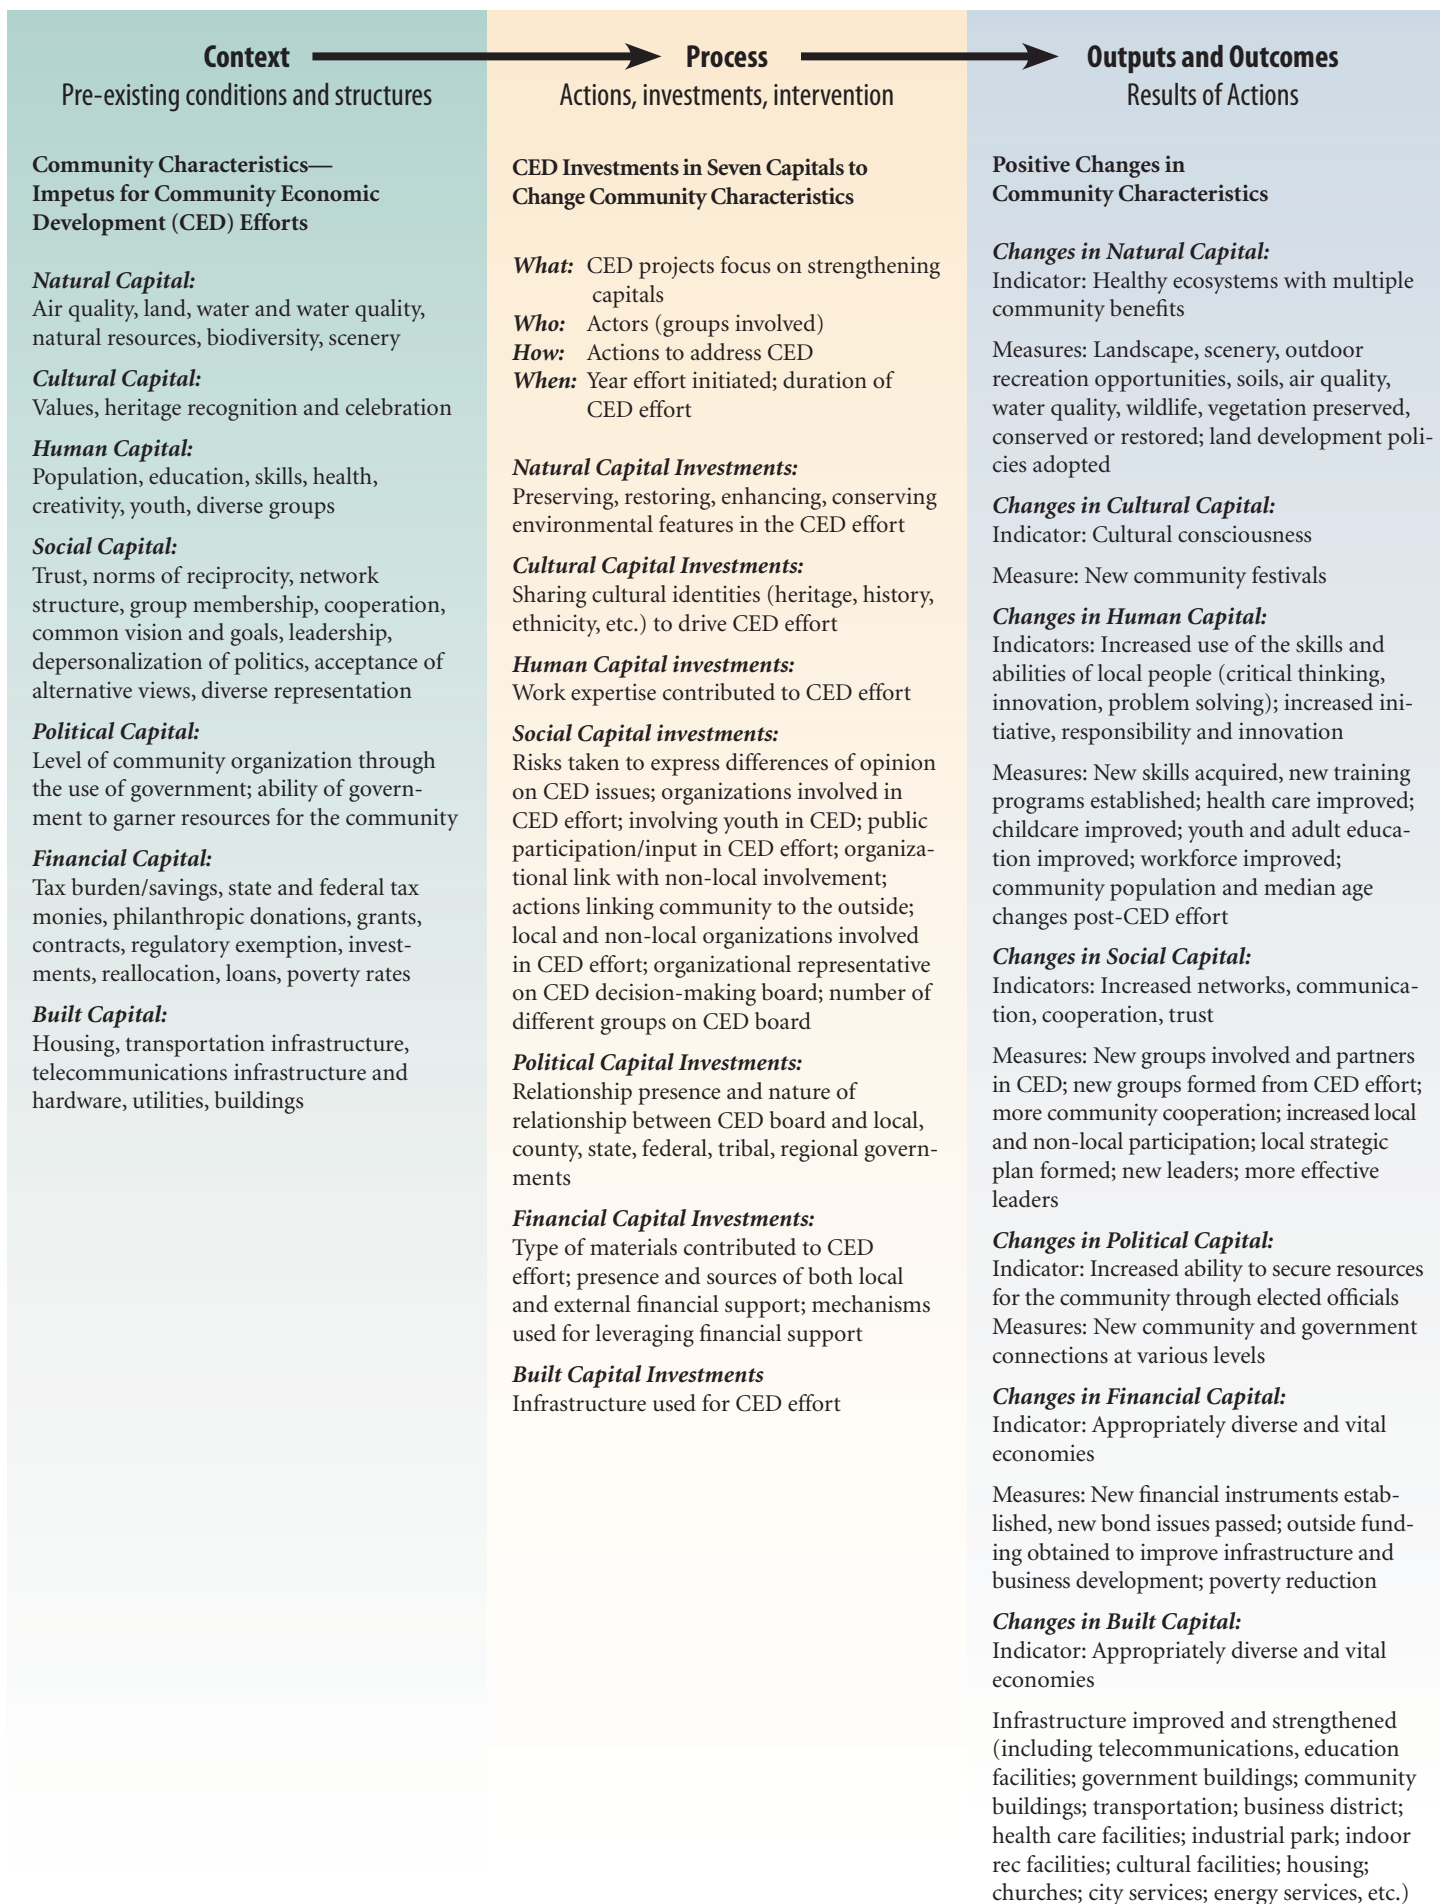 Context
Pre-existing conditions and structures
Community Characteristics—
Impetus for Community Economic
Development (CED) Efforts
Natural Capital:
Air quality, land, water and water quality,
natural resources, biodiversity, scenery
Cultural Capital:
Values, heritage recognition and celebration
Human Capital:
Population, education, skills, health,
creativity, youth, diverse groups
Social Capital:
Trust, norms of reciprocity, network
structure, group membership, cooperation,
common vision and goals, leadership,
depersonalization of politics, acceptance of
alternative views, diverse representation
Political Capital:
Level of community organization through
the use of government; ability of govern-
ment to garner resources for the community
Financial Capital:
Tax burden/savings, state and federal tax
monies, philanthropic donations, grants,
contracts, regulatory exemption, invest-
ments, reallocation, loans, poverty rates
Built Capital:
Housing, transportation infrastructure,
telecommunications infrastructure and
hardware, utilities, buildings
Process
Actions, investments, intervention
CED Investments in Seven Capitals to
Change Community Characteristics
What: CED projects focus on strengthening
capitals
Who: Actors (groups involved)
How: Actions to address CED
When: Year effort initiated; duration of
CED effort
Natural Capital Investments:
Preserving, restoring, enhancing, conserving
environmental features in the CED effort
Cultural Capital Investments:
Sharing cultural identities (heritage, history,
ethnicity, etc.) to drive CED effort
Human Capital investments:
Work expertise contributed to CED effort
Social Capital investments:
Risks taken to express differences of opinion
on CED issues; organizations involved in
CED effort; involving youth in CED; public
participation/input in CED effort; organiza-
tional link with non-local involvement;
actions linking community to the outside;
local and non-local organizations involved
in CED effort; organizational representative
on CED decision-making board; number of
different groups on CED board
Political Capital Investments:
Relationship presence and nature of
relationship between CED board and local,
county, state, federal, tribal, regional govern-
ments
Financial Capital Investments:
Type of materials contributed to CED
effort; presence and sources of both local
and external financial support; mechanisms
used for leveraging financial support
Built Capital Investments
Infrastructure used for CED effort
Outputs and Outcomes
Results of Actions
Positive Changes in
Community Characteristics
Changes in Natural Capital:
Indicator: Healthy ecosystems with multiple
community benefits
Measures: Landscape, scenery, outdoor
recreation opportunities, soils, air quality,
water quality, wildlife, vegetation preserved,
conserved or restored; land development poli-
cies adopted
Changes in Cultural Capital:
Indicator: Cultural consciousness
Measure: New community festivals
Changes in Human Capital:
Indicators: Increased use of the skills and
abilities of local people (critical thinking,
innovation, problem solving); increased ini-
tiative, responsibility and innovation
Measures: New skills acquired, new training
programs established; health care improved;
childcare improved; youth and adult educa-
tion improved; workforce improved;
community population and median age
changes post-CED effort
Changes in Social Capital:
Indicators: Increased networks, communica-
tion, cooperation, trust
Measures: New groups involved and partners
in CED; new groups formed from CED effort;
more community cooperation; increased local
and non-local participation; local strategic
plan formed; new leaders; more effective
leaders
Changes in Political Capital:
Indicator: Increased ability to secure resources
for the community through elected officials
Measures: New community and government
connections at various levels
Changes in Financial Capital:
Indicator: Appropriately diverse and vital
economies
Measures: New financial instruments estab-
lished, new bond issues passed; outside fund-
ing obtained to improve infrastructure and
business development; poverty reduction
Changes in Built Capital:
Indicator: Appropriately diverse and vital
economies
Infrastructure improved and strengthened
(including telecommunications, education
facilities; government buildings; community
buildings; transportation; business district;
health care facilities; industrial park; indoor
rec facilities; cultural facilities; housing;
churches; city services; energy services, etc.)